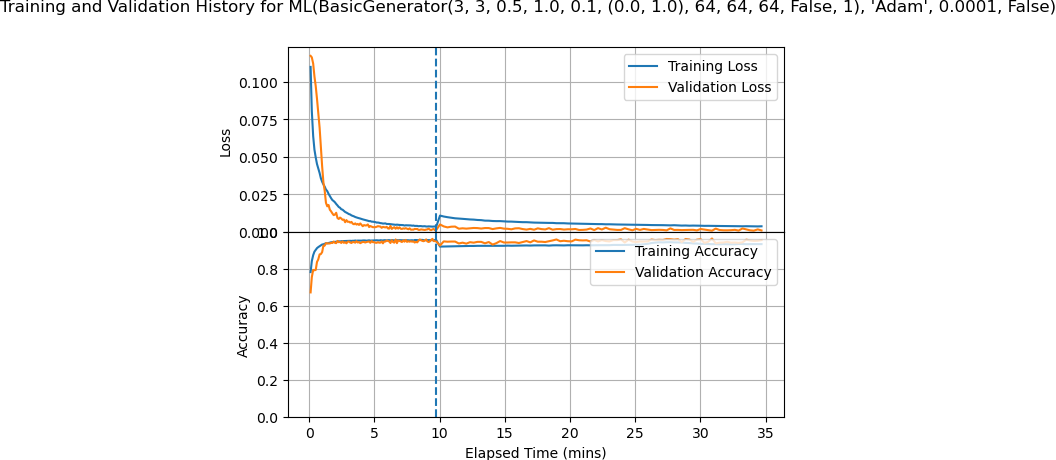 Training and Validation History for ML(BasicGenerator(3, 3, 0.5, 1.0, 0.1, (0.0, 1.0), 64, 64, 64, False, 1), 'Adam', 0.0001, False)
Training Loss
Validation Loss
0.100
0.075
0.050
0.025
0.000
Loss
1.0
Training Accuracy
Validation Accuracy
0.8
0.6
0.4
0.2
0.0
Accuracy
0 5 10 15 20 25 30 35
Elapsed Time (mins)